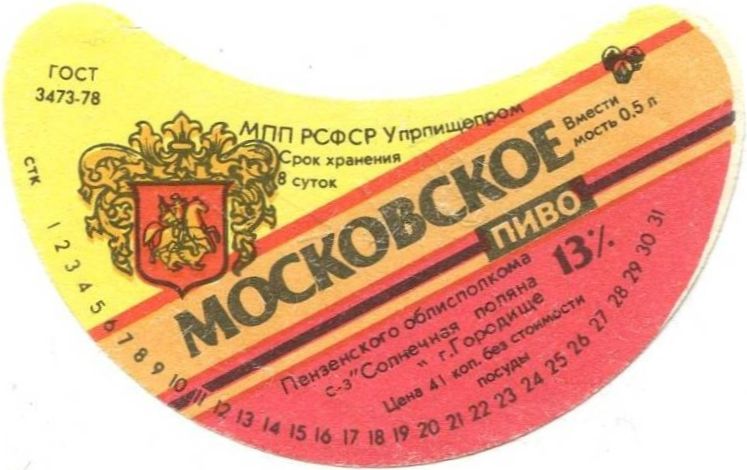 ГОСТ
3473-78
МПП РСФСР Упрпищепром
Срок хранения
8 суток
Вмести
мость 0,5 л
МОСКОВСКОЕ
ПИВО
13%
Пензенского облисполкома
с-з "Солнечная поляна
" г.Городище
Цена 41 коп. без стоимости
посуды
стк
1 2 3 4 5 6 7 8 9 10 11 12 13 14 15 16 17 18 19 20 21 22 23 24 25 26 27 28 29 30 31